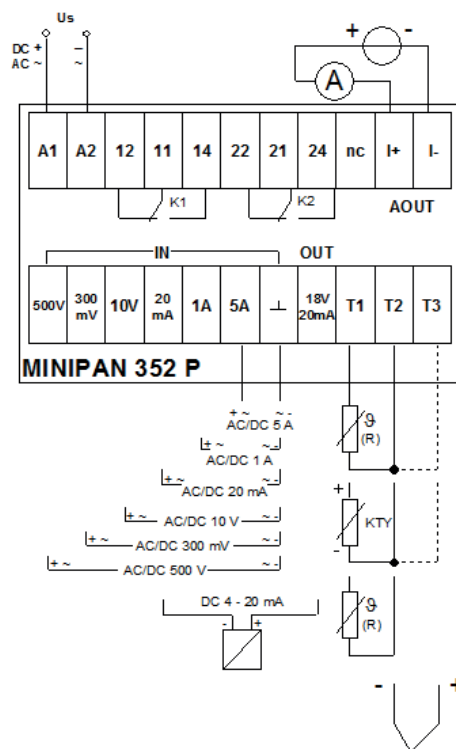 Us
DC + –
AC ~ ~
+ -
A
A1 A2 12 11 14 22 21 24 nc I+ I-
K1 K2
AOUT
IN OUT
500V 300 mV 10V 20 mA 1A 5A ⊥ 18V 20mA T1 T2 T3
MINIPAN 352 P
+ ~ ~ -
AC/DC 5 A
+ ~ ~ -
AC/DC 1 A
+ ~ ~ -
AC/DC 20 mA
+ ~ AC/DC 10 V ~ -
+ ~ AC/DC 300 mV ~ -
+ ~ AC/DC 500 V ~ -
ϑ
(R)
+
KTY
-
DC 4 - 20 mA
- +
ϑ
(R)
- +